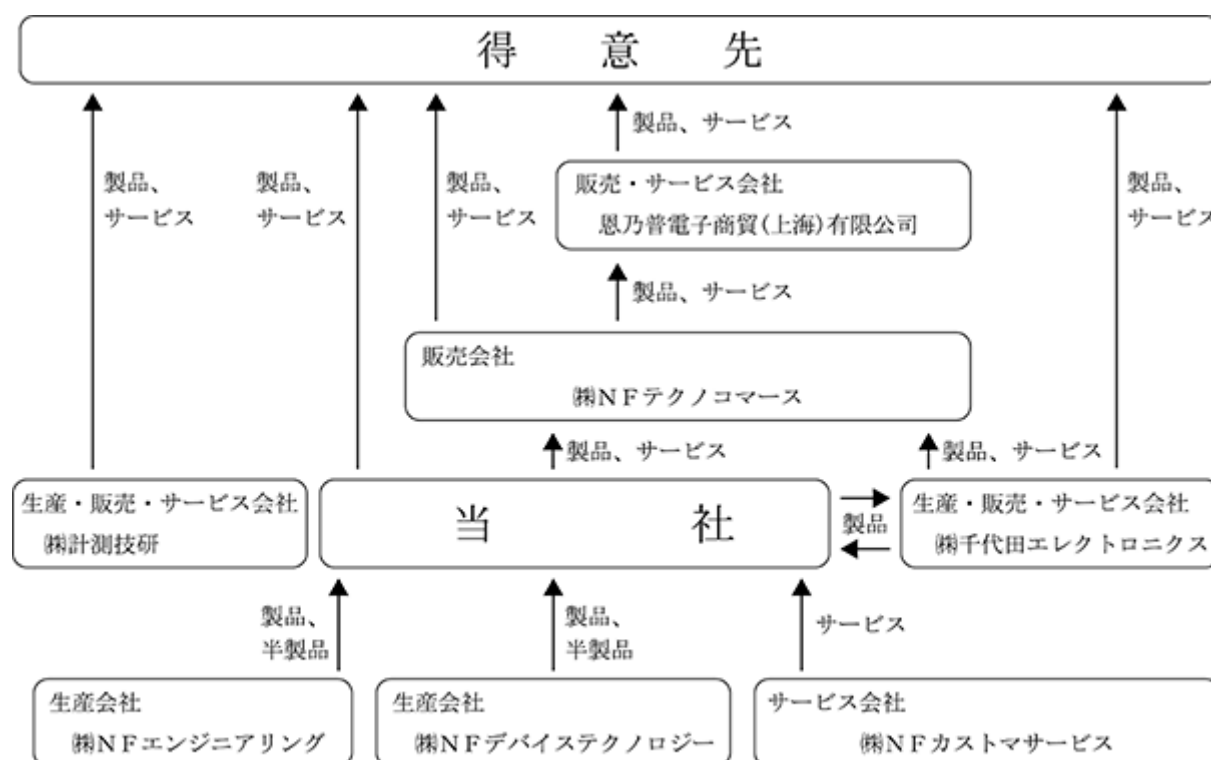 得意先
製品、サービス
製品、
サービス
製品、
サービス
製品、
サービス
製品、
サービス
販売・サービス会社
恩乃普電子商貿(上海)有限公司
製品、サービス
販売会社
㈱ＮＦテクノコマース
製品、サービス
製品、サービス
生産・販売・サービス会社
㈱計測技研
当社
製品
生産・販売・サービス会社
㈱千代田エレクトロニクス
製品、
半製品
製品、
半製品
サービス
生産会社
㈱ＮＦエンジニアリング
生産会社
㈱ＮＦデバイステクノロジー
サービス会社
㈱ＮＦカストマサービス